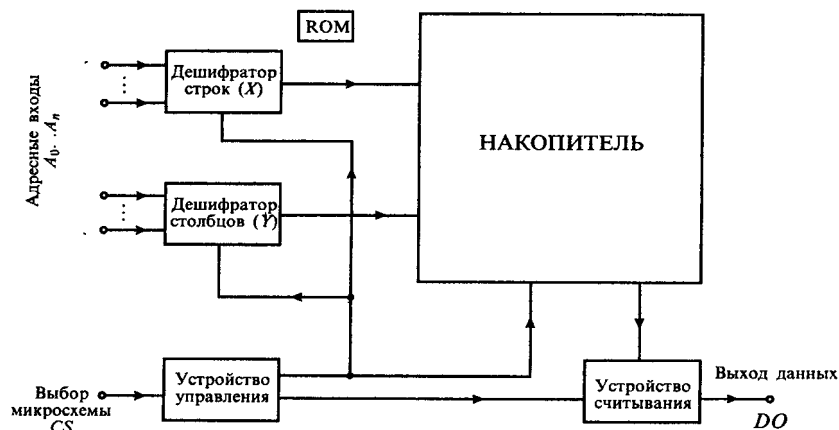 ROM
Дешифратор
строк (X)
НАКОПИТЕЛЬ
Адресные входы
A₀. .Aₙ
Дешифратор
столбцов (Y)
Устройство
управления
Выбор
микросхемы
CS
Устройство
считывания
Выход данных
DO